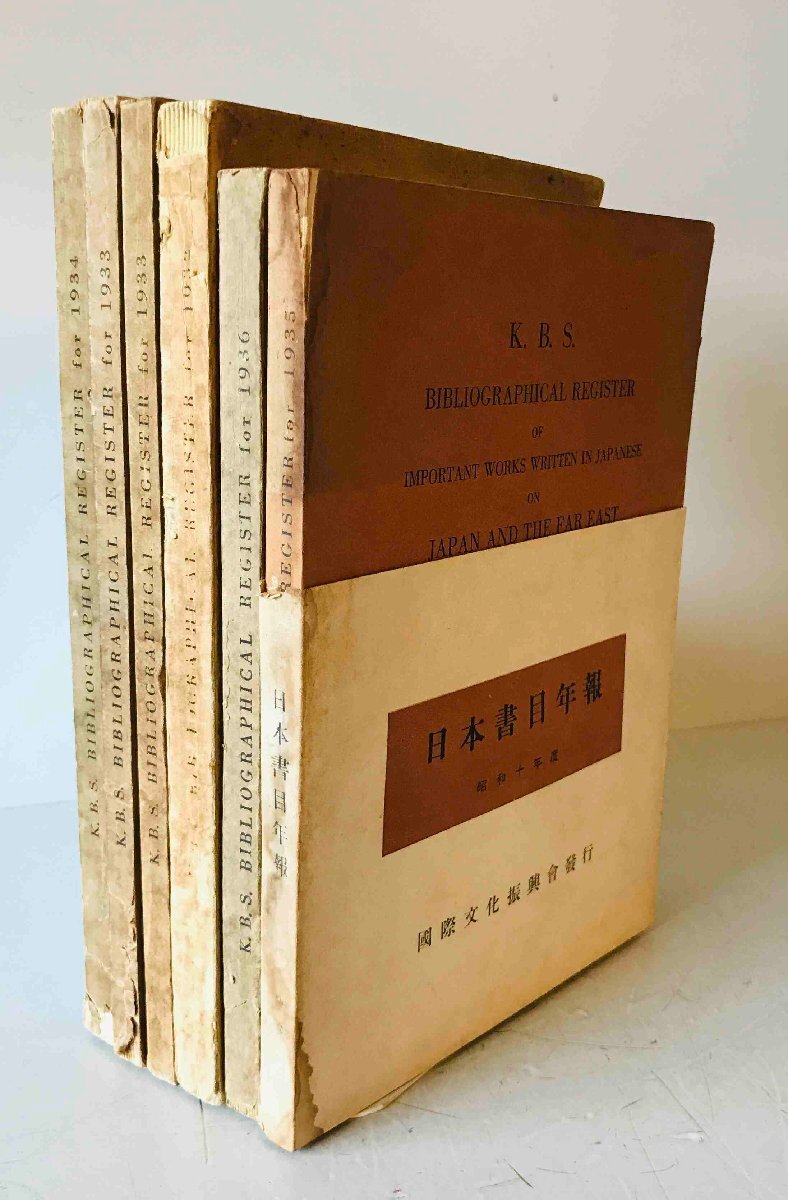 K. B. S. BIBLIOGRAPHICAL REGISTER for 1934
K. B. S. BIBLIOGRAPHICAL REGISTER for 1933
K. B. S. BIBLIOGRAPHICAL REGISTER for 1933
REGISTER for
K. B. S. BIBLIOGRAPHICAL REGISTER for 1936
REGISTER for 1935
日本書目年報
K. B. S.
BIBLIOGRAPHICAL REGISTER
OF
IMPORTANT WORKS WRITTEN IN JAPANESE
ON
JAPAN AND THE FAR EAST
日本書目年報
昭和十年度
國際文化振興會發行